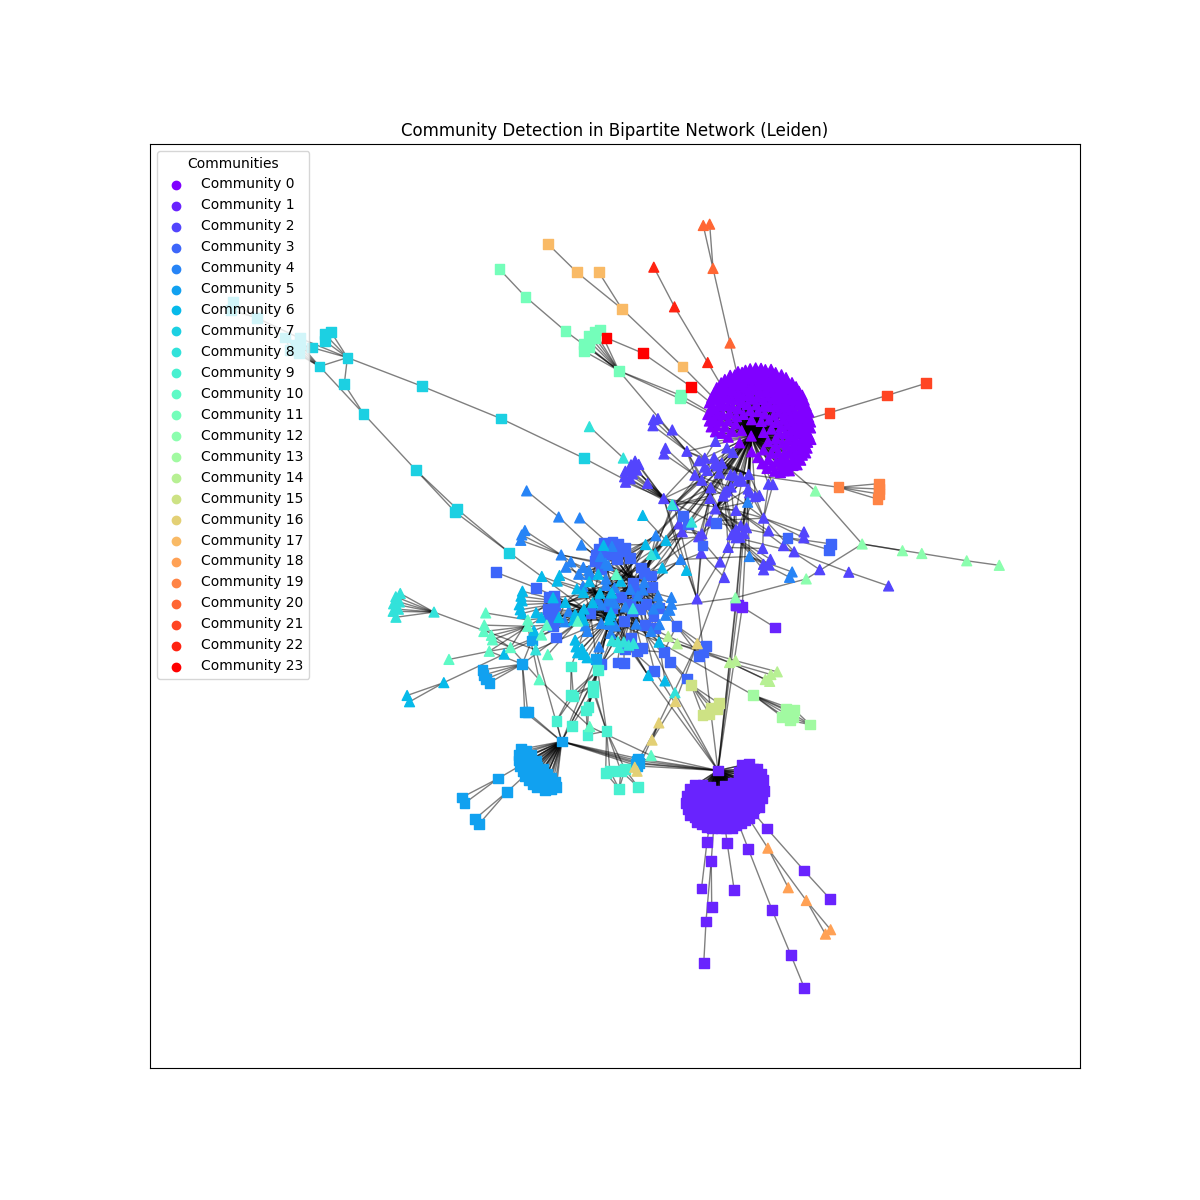 Community Detection in Bipartite Network (Leiden)
Communities
Community 0
Community 1
Community 2
Community 3
Community 4
Community 5
Community 6
Community 7
Community 8
Community 9
Community 10
Community 11
Community 12
Community 13
Community 14
Community 15
Community 16
Community 17
Community 18
Community 19
Community 20
Community 21
Community 22
Community 23